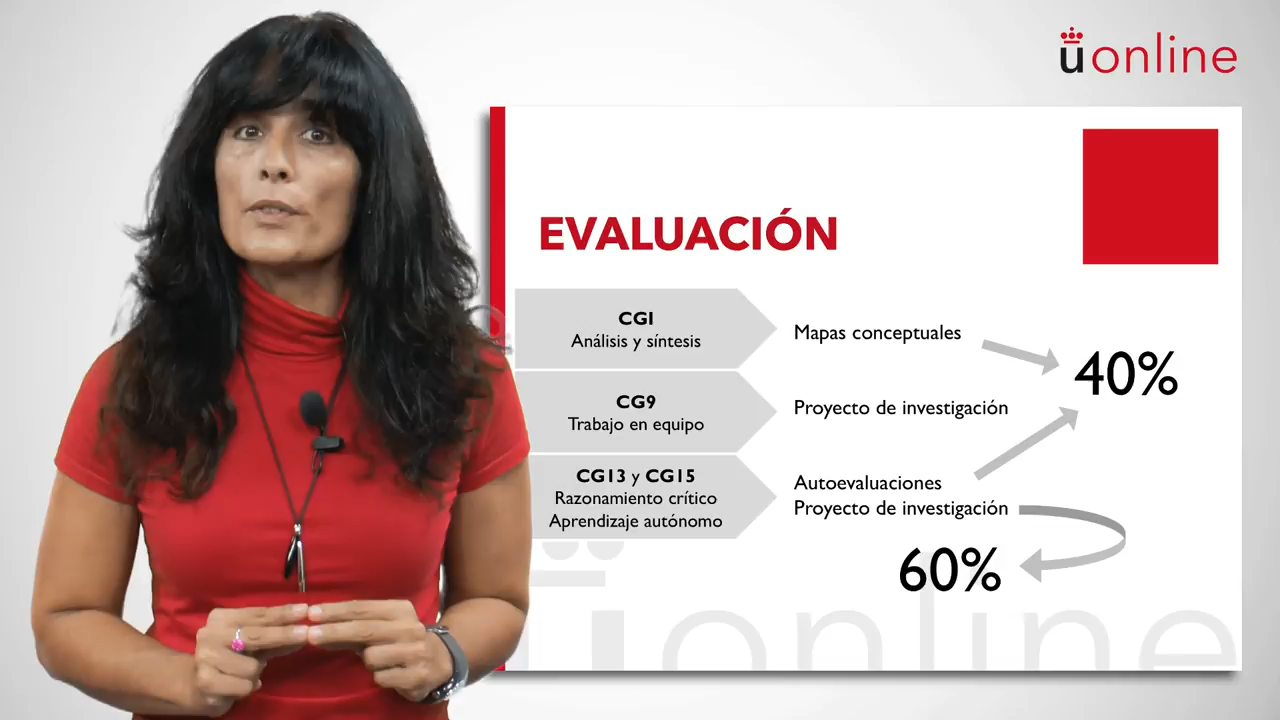 üonline
EVALUACIÓN
CG1
Análisis y síntesis
Mapas conceptuales
40%
CG9
Trabajo en equipo
Proyecto de investigación
CG13 y CG15
Razonamiento crítico
Aprendizaje autónomo
Autoevaluaciones
Proyecto de investigación
60%
üonline